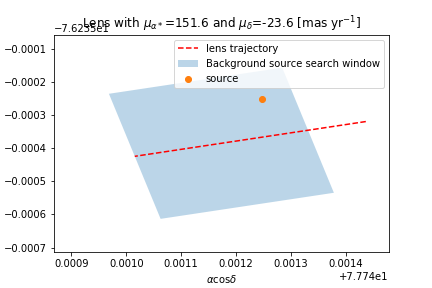 Lens with μα* =151.6 and μδ=-23.6 [mas yr⁻¹]
−7.6235e1
lens trajectory
Background source search window
source
−0.0001
−0.0002
−0.0003
−0.0004
−0.0005
−0.0006
−0.0007
0.0009 0.0010 0.0011 0.0012 0.0013 0.0014
+7.774e1
αcosδ